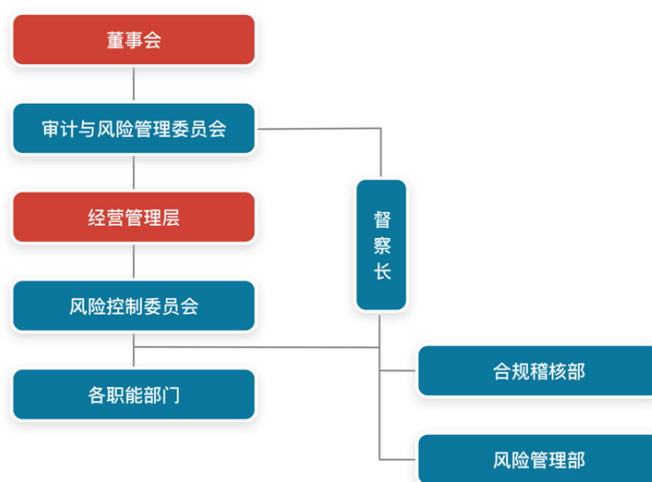 董事会
审计与风险管理委员会
经营管理层
督察长
风险控制委员会
各职能部门
合规稽核部
风险管理部